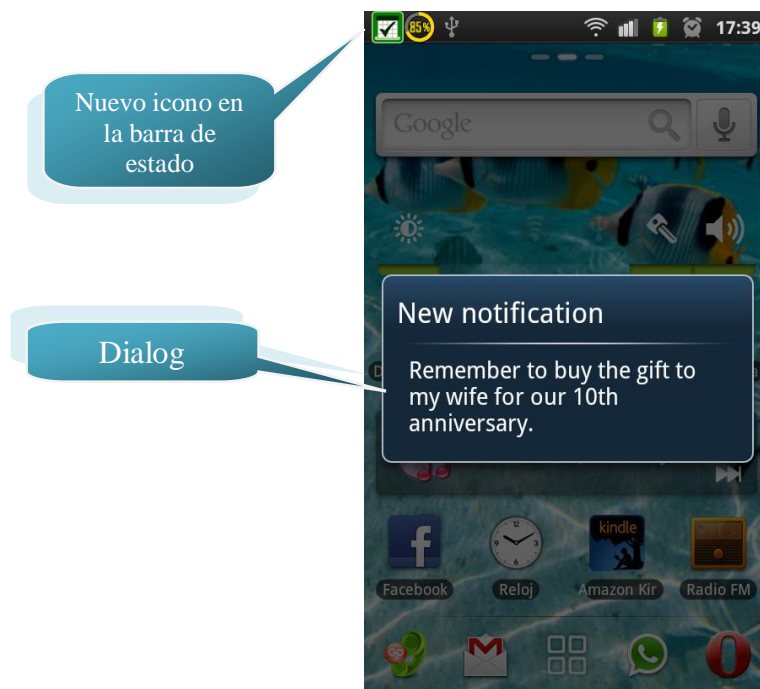 85%
17:39
Nuevo icono en
la barra de
estado
Google
New notification
Dialog
Remember to buy the gift to
my wife for our 10th
anniversary.
kindle
Facebook
Reloj
Amazon Kir
Radio FM